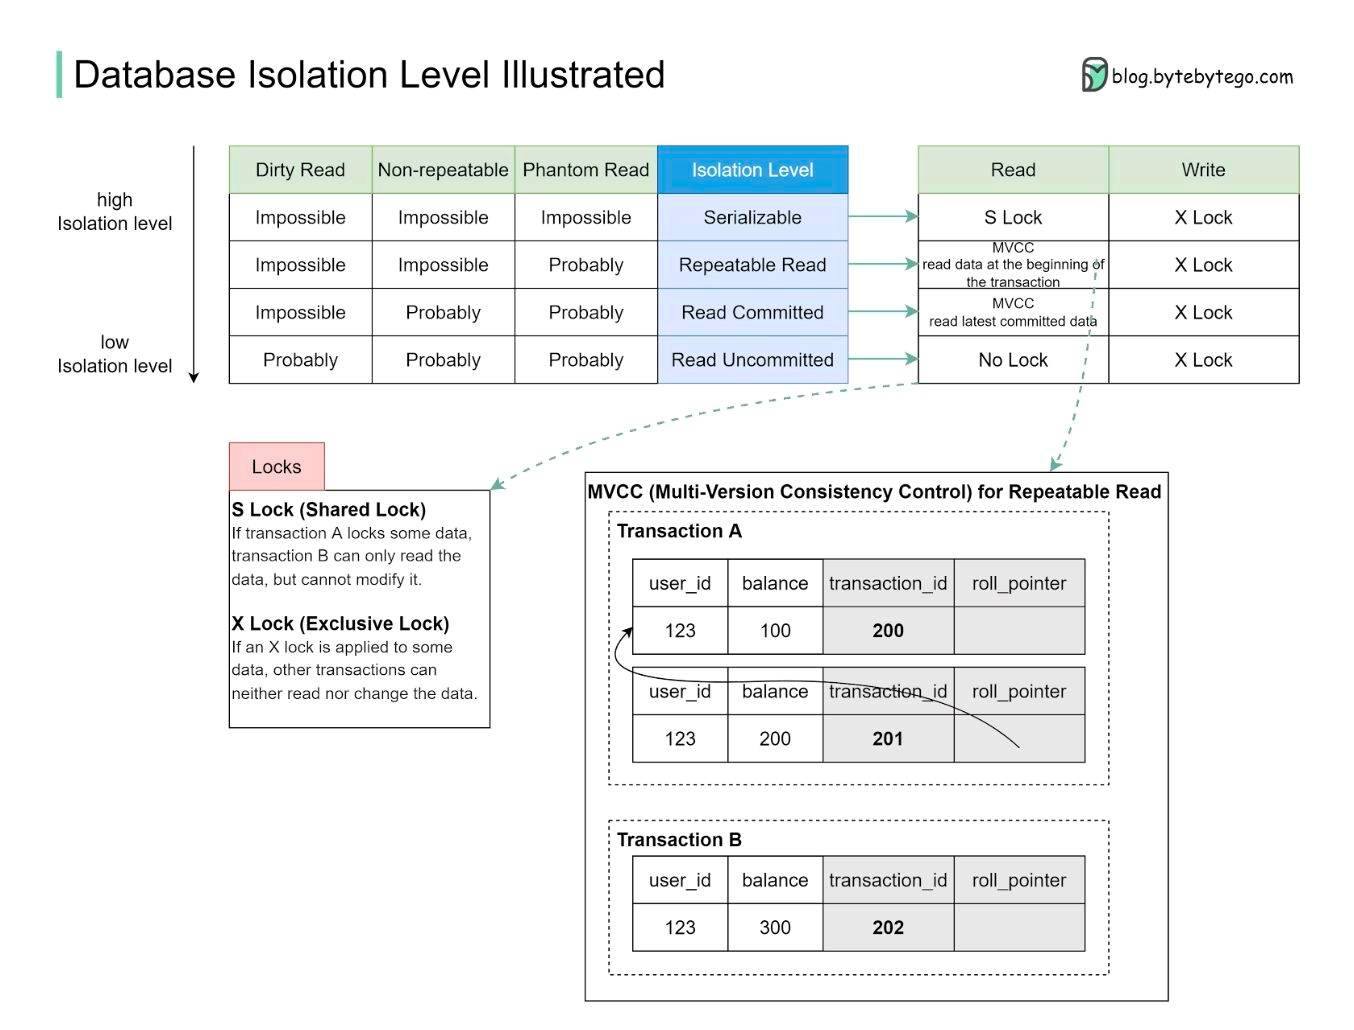 Database Isolation Level Illustrated
blog.bytebytego.com
high
Isolation level
low
Isolation level
Dirty Read Non-repeatable Phantom Read Isolation Level Read Write
Impossible Impossible Impossible Serializable S Lock X Lock
Impossible Impossible Probably Repeatable Read
MVCC
read data at the beginning of
the transaction
X Lock
Impossible Probably Probably Read Committed
MVCC
read latest committed data
X Lock
Probably Probably Probably Read Uncommitted No Lock X Lock
Locks
S Lock (Shared Lock)
If transaction A locks some data,
transaction B can only read the
data, but cannot modify it.
X Lock (Exclusive Lock)
If an X lock is applied to some
data, other transactions can
neither read nor change the data.
MVCC (Multi-Version Consistency Control) for Repeatable Read
Transaction A
user_id balance transaction_id roll_pointer
123 100 200
user_id balance transaction_id roll_pointer
123 200 201
Transaction B
user_id balance transaction_id roll_pointer
123 300 202